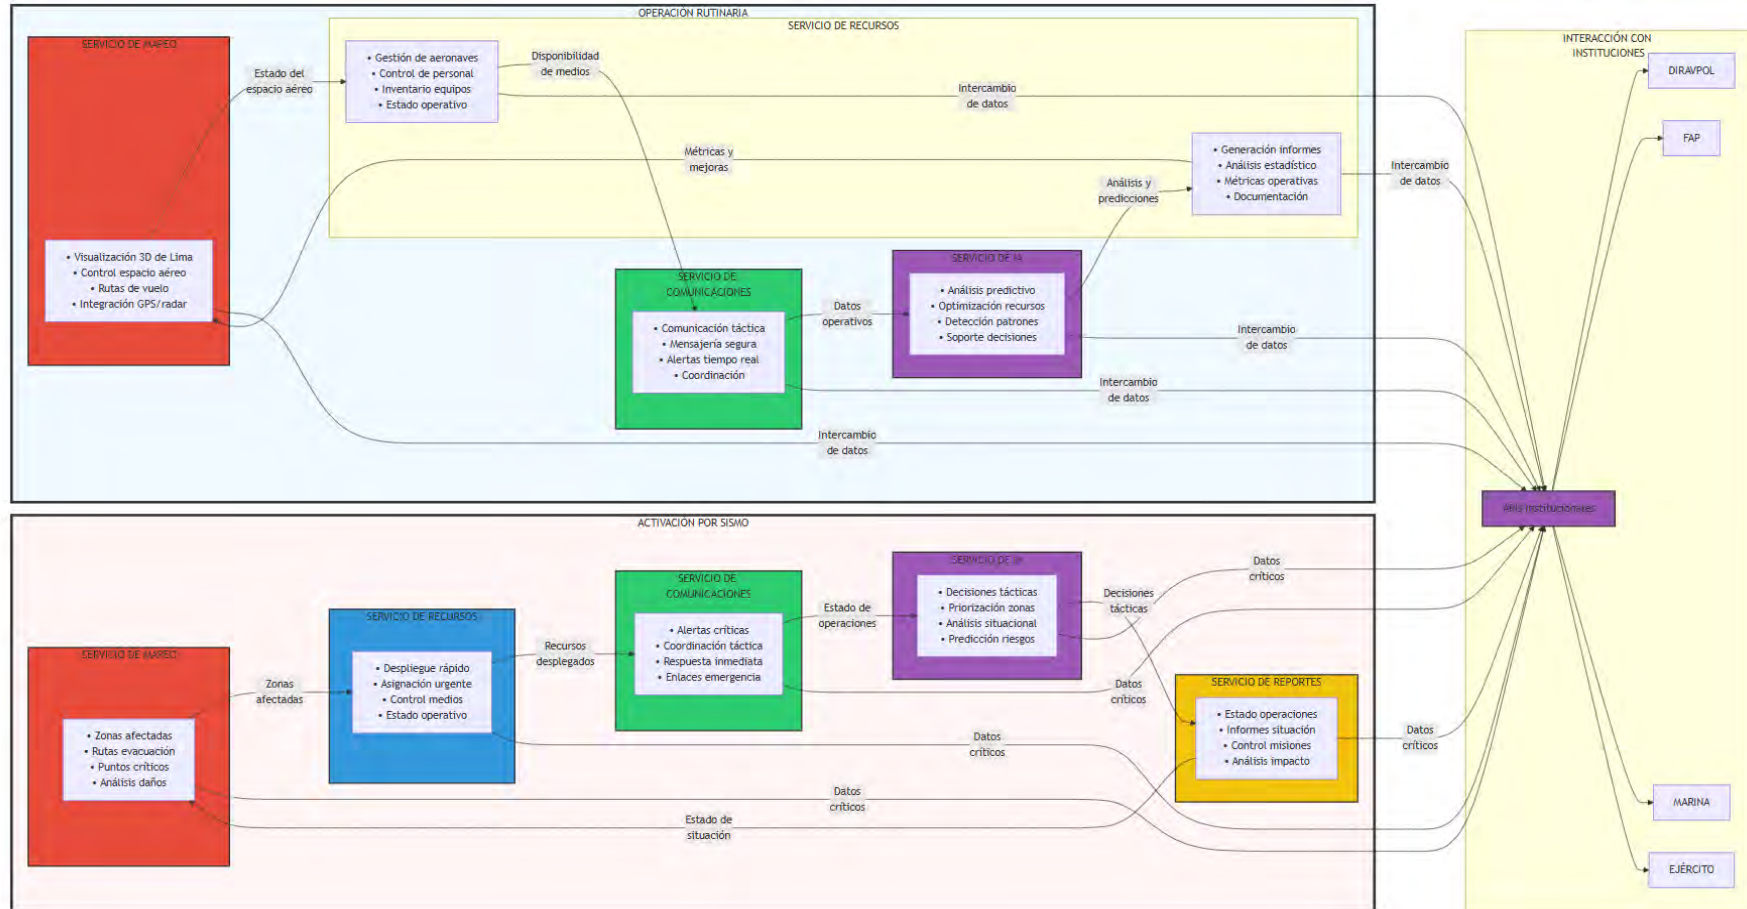 OPERACIÓN RUTINARIA
SERVICIO DE MAPEO
• Visualización 3D de Lima
• Control espacio aéreo
• Rutas de vuelo
• Integración GPS/radar
Estado del
espacio aéreo
SERVICIO DE RECURSOS
• Gestión de aeronaves
• Control de personal
• Inventario equipos
• Estado operativo
Disponibilidad
de medios
Intercambio
de datos
Métricas y
mejoras
• Generación informes
• Análisis estadístico
• Métricas operativas
• Documentación
Intercambio
de datos
Análisis y
predicciones
SERVICIO DE
COMUNICACIONES
• Comunicación táctica
• Mensajería segura
• Alertas tiempo real
• Coordinación
Datos
operativos
SERVICIO DE IA
• Análisis predictivo
• Optimización recursos
• Detección patrones
• Soporte decisiones
Intercambio
de datos
Intercambio
de datos
Intercambio
de datos
ACTIVACIÓN POR SISMO
SERVICIO DE MAPEO
• Zonas afectadas
• Rutas evacuación
• Puntos críticos
• Análisis daños
Zonas
afectadas
SERVICIO DE RECURSOS
• Despliegue rápido
• Asignación urgente
• Control medios
• Estado operativo
Recursos
desplegados
SERVICIO DE
COMUNICACIONES
• Alertas críticas
• Coordinación táctica
• Respuesta inmediata
• Enlaces emergencia
Estado de
operaciones
SERVICIO DE IA
• Decisiones tácticas
• Priorización zonas
• Análisis situacional
• Predicción riesgos
Decisiones
tácticas
Datos
críticos
Datos
críticos
SERVICIO DE REPORTES
• Estado operaciones
• Informes situación
• Control misiones
• Análisis impacto
Datos
críticos
Datos
críticos
Datos
críticos
Estado de
situación
INTERACCIÓN CON
INSTITUCIONES
DIRAVPOL
FAP
APIs Institucionales
MARINA
EJÉRCITO